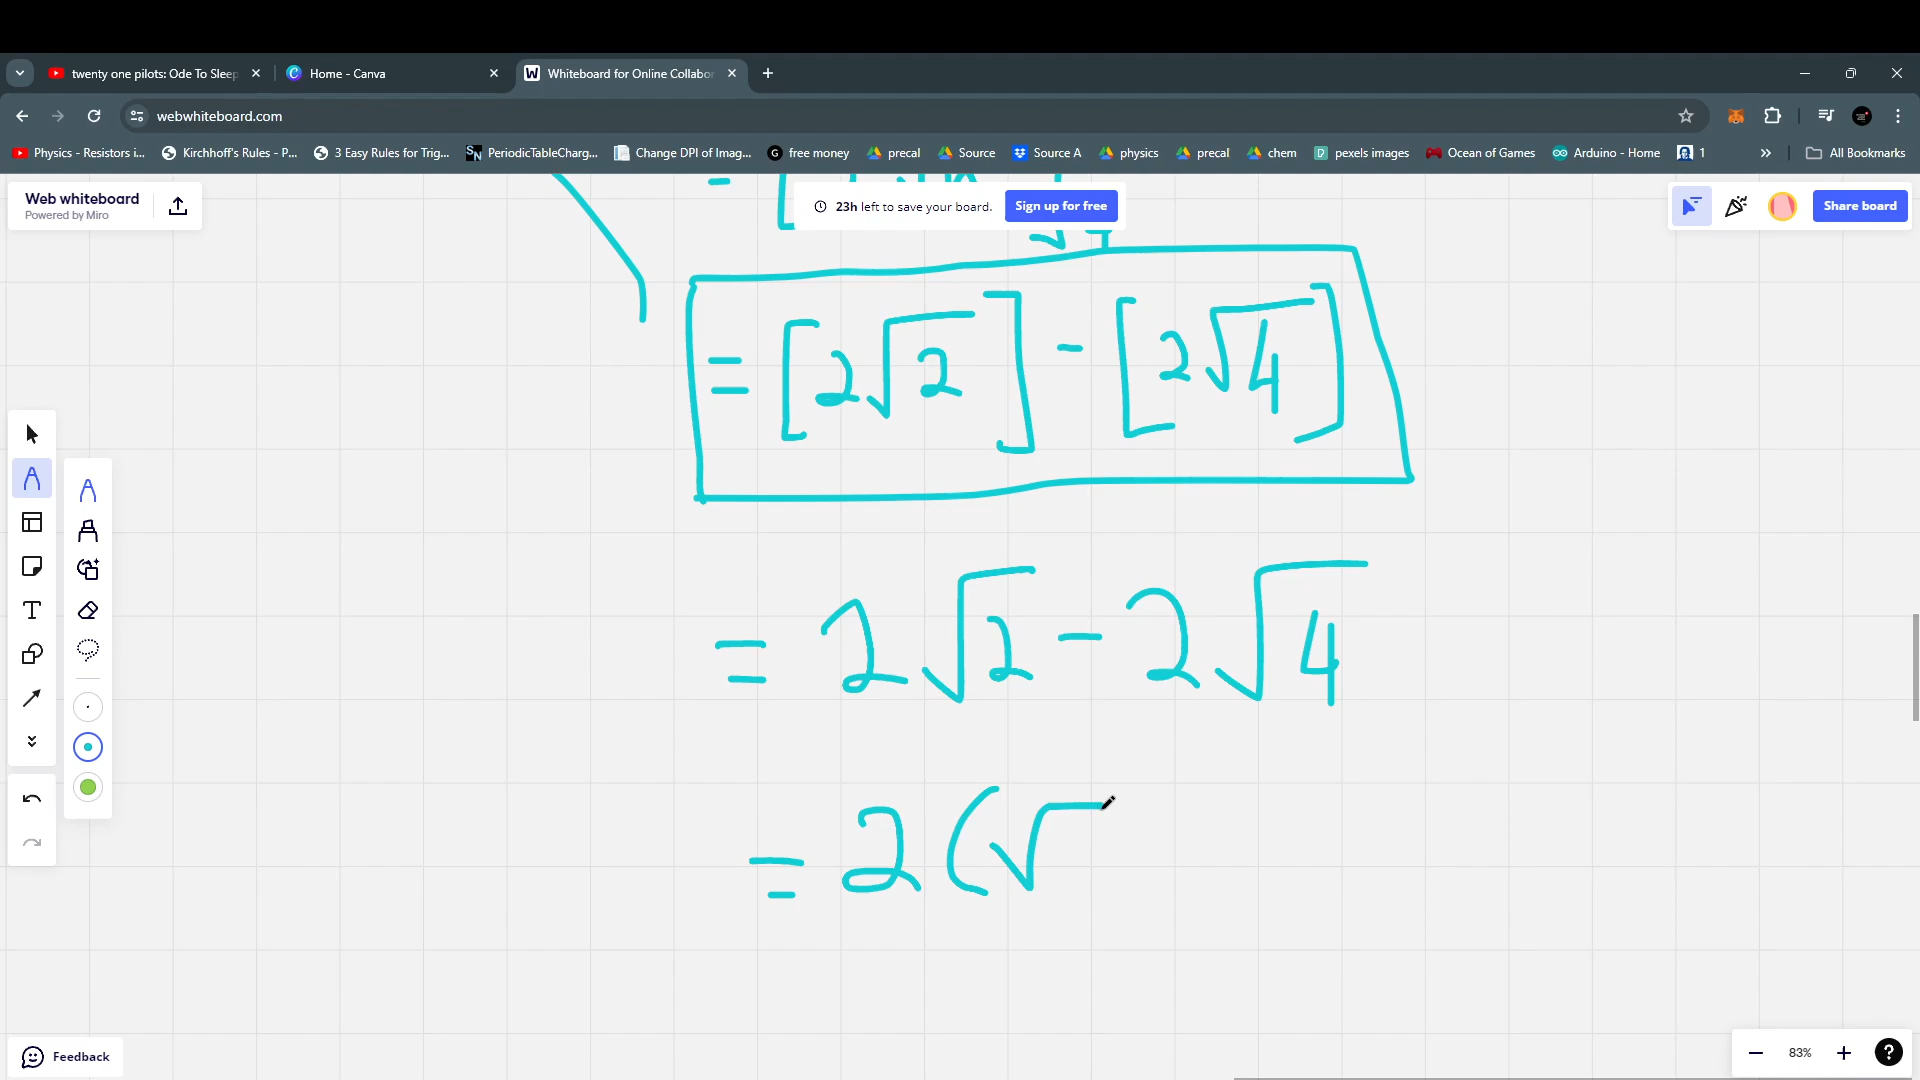 twenty one pilots: Ode To Sleep
Home - Canva
Whiteboard for Online Collabor
webwhiteboard.com
Physics - Resistors i...
Kirchhoff's Rules - P...
3 Easy Rules for Trig...
PeriodicTableCharg...
Change DPI of Imag...
free money
precal
Source
Source A
physics
precal
chem
pexels images
Ocean of Games
Arduino - Home
1
All Bookmarks
Web whiteboard
Powered by Miro
23h left to save your board.
Sign up for free
Share board
= [2√2] - [2√4]
= 2√2 - 2√4
= 2(√
Feedback
83%